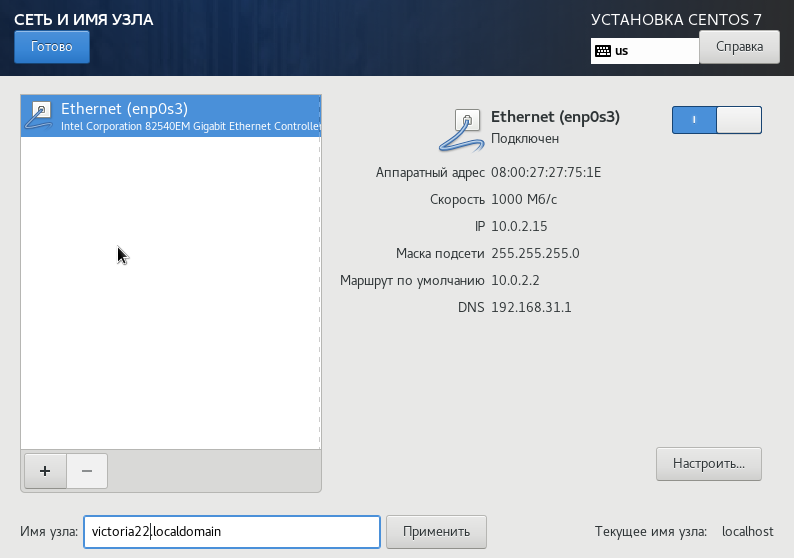 СЕТЬ И ИМЯ УЗЛА
УСТАНОВКА CENTOS 7
Готово
us
Справка
Ethernet (enp0s3)
Intel Corporation 82540EM Gigabit Ethernet Controller
Ethernet (enp0s3)
Подключен
Аппаратный адрес 08:00:27:27:75:1E
Скорость 1000 Мб/с
IP 10.0.2.15
Маска подсети 255.255.255.0
Маршрут по умолчанию 10.0.2.2
DNS 192.168.31.1
+ −
Настроить...
Имя узла: victoria22.localdomain Применить Текущее имя узла: localhost